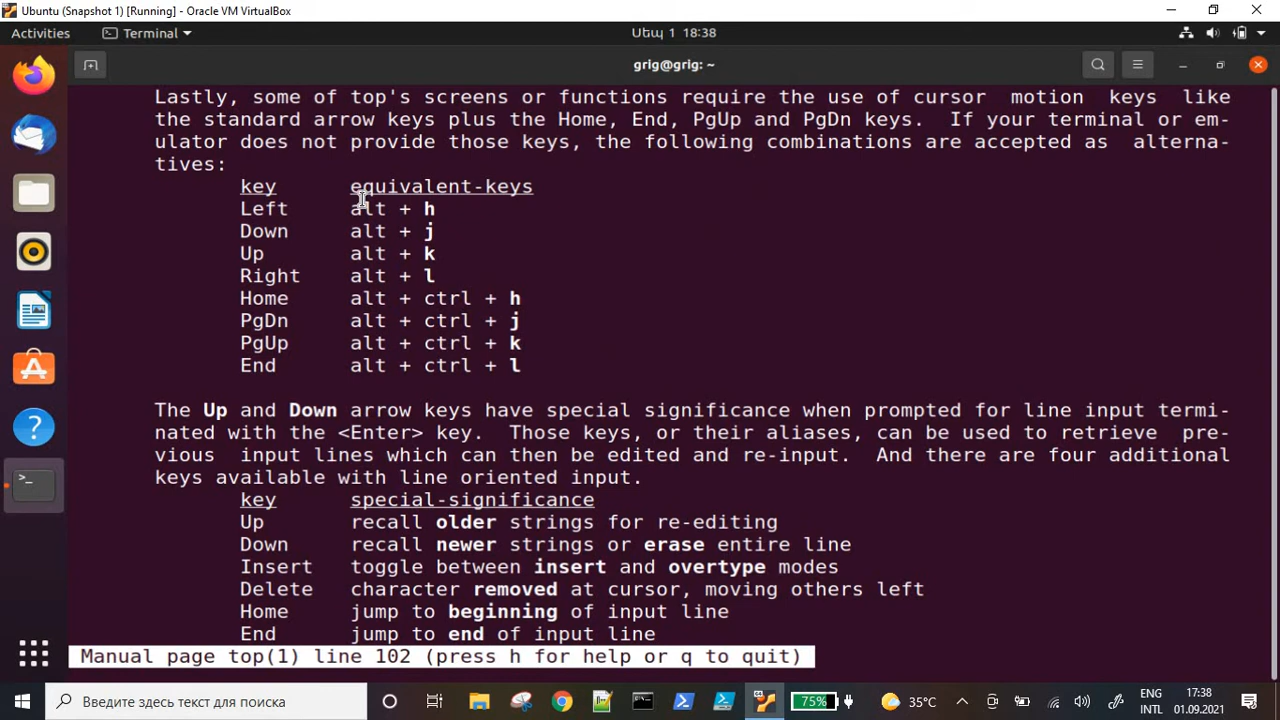 Ubuntu (Snapshot 1) [Running] - Oracle VM VirtualBox
Activities
Terminal
Սեպ 1 18:38
grig@grig: ~
Lastly, some of top's screens or functions require the use of cursor motion keys like
the standard arrow keys plus the Home, End, PgUp and PgDn keys. If your terminal or em-
ulator does not provide those keys, the following combinations are accepted as alterna-
tives:
key equivalent-keys
Left alt + h
Down alt + j
Up alt + k
Right alt + l
Home alt + ctrl + h
PgDn alt + ctrl + j
PgUp alt + ctrl + k
End alt + ctrl + l
The Up and Down arrow keys have special significance when prompted for line input termi-
nated with the <Enter> key. Those keys, or their aliases, can be used to retrieve pre-
vious input lines which can then be edited and re-input. And there are four additional
keys available with line oriented input.
key special-significance
Up recall older strings for re-editing
Down recall newer strings or erase entire line
Insert toggle between insert and overtype modes
Delete character removed at cursor, moving others left
Home jump to beginning of input line
End jump to end of input line
Manual page top(1) line 102 (press h for help or q to quit)
Введите здесь текст для поиска
75%
35°C
ENG
INTL
17:38
01.09.2021